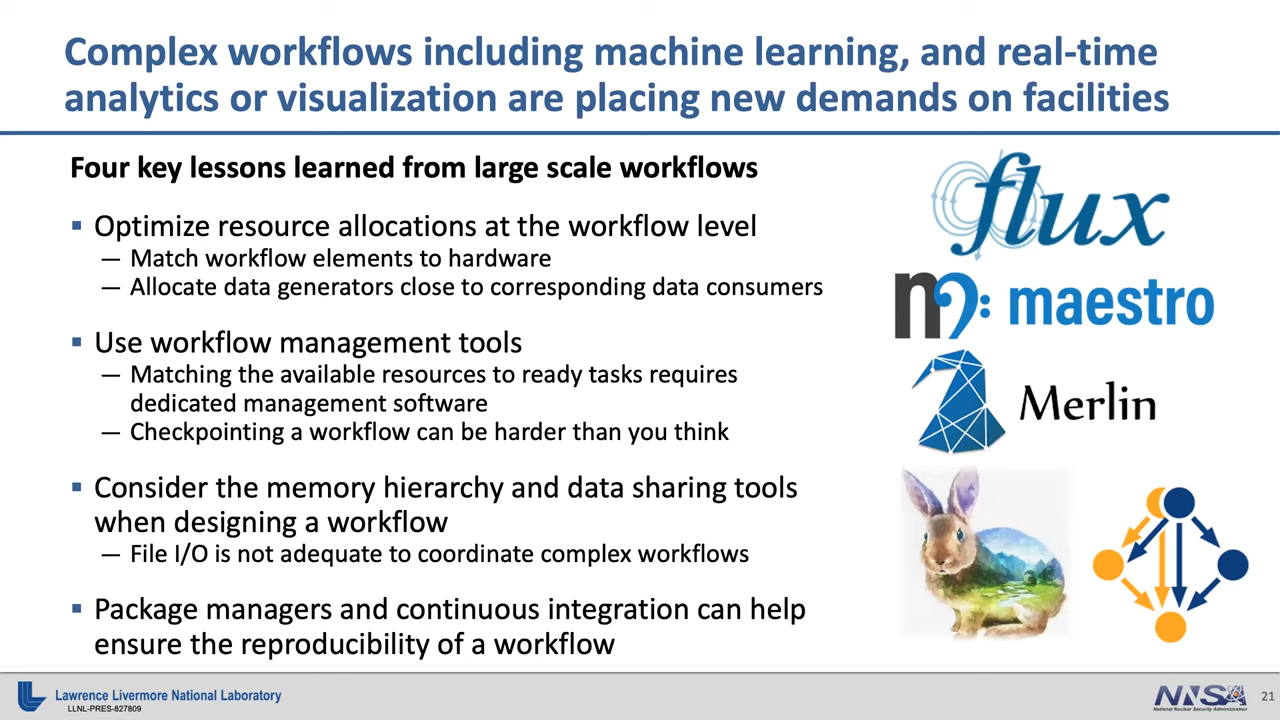 Complex workflows including machine learning, and real-time
analytics or visualization are placing new demands on facilities
Four key lessons learned from large scale workflows
▪ Optimize resource allocations at the workflow level
— Match workflow elements to hardware
— Allocate data generators close to corresponding data consumers
▪ Use workflow management tools
— Matching the available resources to ready tasks requires
dedicated management software
— Checkpointing a workflow can be harder than you think
▪ Consider the memory hierarchy and data sharing tools
when designing a workflow
— File I/O is not adequate to coordinate complex workflows
▪ Package managers and continuous integration can help
ensure the reproducibility of a workflow
flux
maestro
Merlin
Lawrence Livermore National Laboratory
LLNL-PRES-827809
NNSA
National Nuclear Security Administration
21